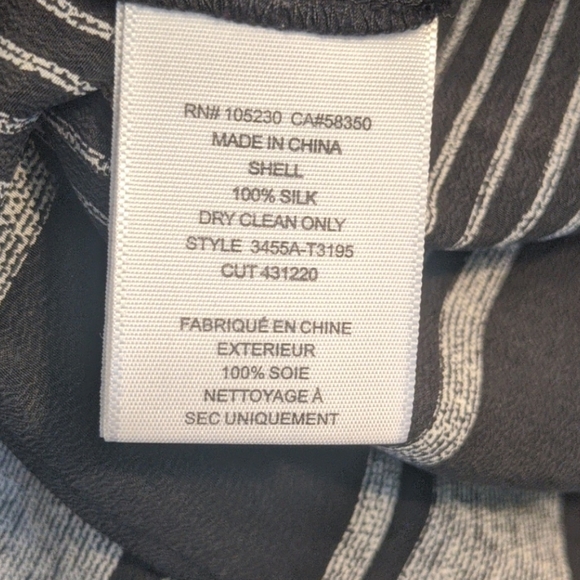 RN# 105230 CA#58350
MADE IN CHINA
SHELL
100% SILK
DRY CLEAN ONLY
STYLE 3455A-T3195
CUT 431220
FABRIQUÉ EN CHINE
EXTERIEUR
100% SOIE
NETTOYAGE À
SEC UNIQUEMENT